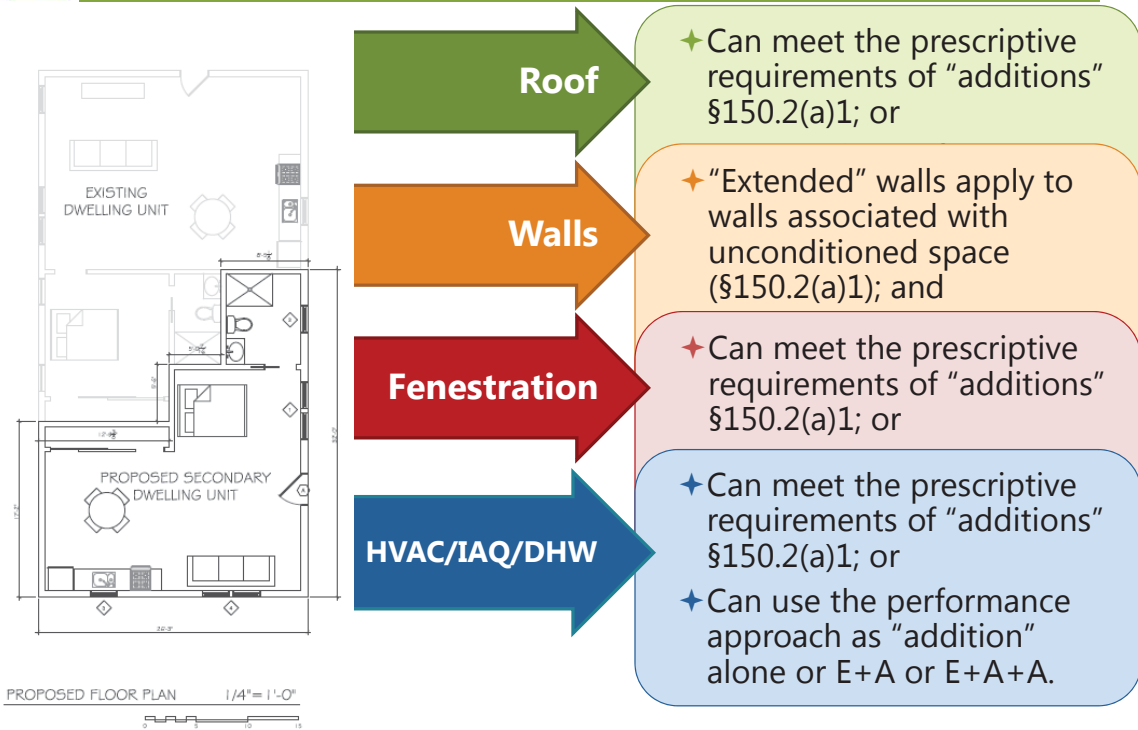 Roof
✦Can meet the prescriptive
requirements of “additions”
§150.2(a)1; or
Walls
✦“Extended” walls apply to
walls associated with
unconditioned space
(§150.2(a)1); and
Fenestration
✦Can meet the prescriptive
requirements of “additions”
§150.2(a)1; or
HVAC/IAQ/DHW
✦Can meet the prescriptive
requirements of “additions”
§150.2(a)1; or
✦Can use the performance
approach as “addition”
alone or E+A or E+A+A.
EXISTING
DWELLING UNIT
PROPOSED SECONDARY
DWELLING UNIT
PROPOSED FLOOR PLAN 1/4"= 1'-0"
0 5 10 15